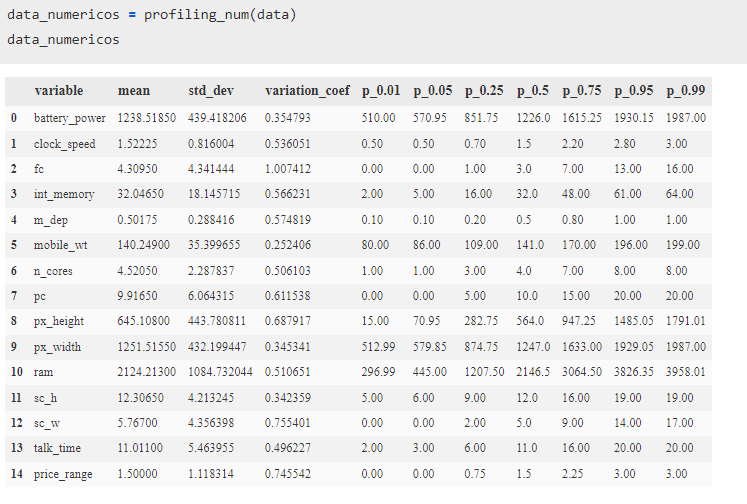 data_numericos = profiling_num(data)
data_numericos
variable mean std_dev variation_coef p_0.01 p_0.05 p_0.25 p_0.5 p_0.75 p_0.95 p_0.99
0 battery_power 1238.51850 439.418206 0.354793 510.00 570.95 851.75 1226.0 1615.25 1930.15 1987.00
1 clock_speed 1.52225 0.816004 0.536051 0.50 0.50 0.70 1.5 2.20 2.80 3.00
2 fc 4.30950 4.341444 1.007412 0.00 0.00 1.00 3.0 7.00 13.00 16.00
3 int_memory 32.04650 18.145715 0.566231 2.00 5.00 16.00 32.0 48.00 61.00 64.00
4 m_dep 0.50175 0.288416 0.574819 0.10 0.10 0.20 0.5 0.80 1.00 1.00
5 mobile_wt 140.24900 35.399655 0.252406 80.00 86.00 109.00 141.0 170.00 196.00 199.00
6 n_cores 4.52050 2.287837 0.506103 1.00 1.00 3.00 4.0 7.00 8.00 8.00
7 pc 9.91650 6.064315 0.611538 0.00 0.00 5.00 10.0 15.00 20.00 20.00
8 px_height 645.10800 443.780811 0.687917 15.00 70.95 282.75 564.0 947.25 1485.05 1791.01
9 px_width 1251.51550 432.199447 0.345341 512.99 579.85 874.75 1247.0 1633.00 1929.05 1987.00
10 ram 2124.21300 1084.732044 0.510651 296.99 445.00 1207.50 2146.5 3064.50 3826.35 3958.01
11 sc_h 12.30650 4.213245 0.342359 5.00 6.00 9.00 12.0 16.00 19.00 19.00
12 sc_w 5.76700 4.356398 0.755401 0.00 0.00 2.00 5.0 9.00 14.00 17.00
13 talk_time 11.01100 5.463955 0.496227 2.00 3.00 6.00 11.0 16.00 20.00 20.00
14 price_range 1.50000 1.118314 0.745542 0.00 0.00 0.75 1.5 2.25 3.00 3.00